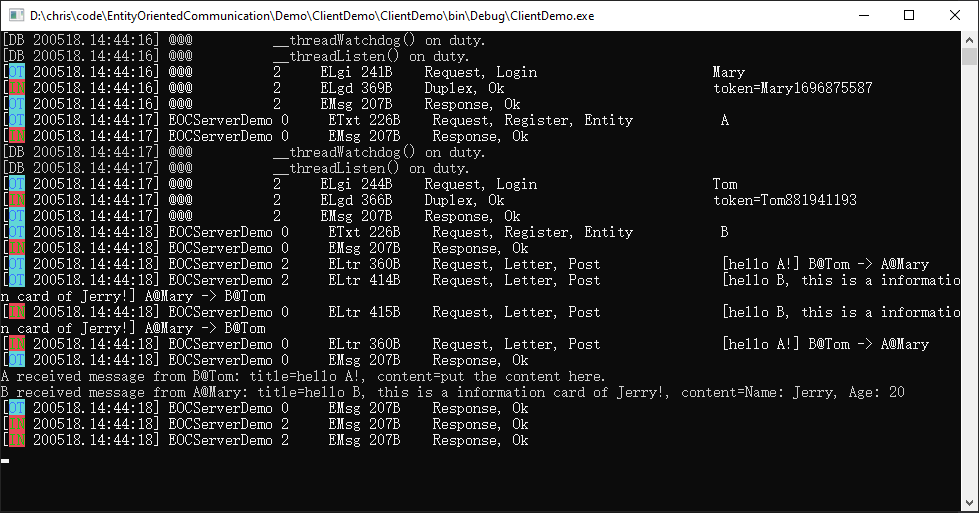 D:\chris\code\EntityOrientedCommunication\Demo\ClientDemo\ClientDemo\bin\Debug\ClientDemo.exe
[DB 200518.14:44:16] @@@ __threadWatchdog() on duty.
[DB 200518.14:44:16] @@@ __threadListen() on duty.
[OT 200518.14:44:16] @@@ 2 ELgi 241B Request, Login Mary
[IN 200518.14:44:16] @@@ 2 ELgd 369B Duplex, Ok token=Mary1696875587
[OT 200518.14:44:16] @@@ 2 EMsg 207B Response, Ok
[OT 200518.14:44:17] EOCServerDemo 0 ETxt 226B Request, Register, Entity A
[IN 200518.14:44:17] EOCServerDemo 0 EMsg 207B Response, Ok
[DB 200518.14:44:17] @@@ __threadWatchdog() on duty.
[DB 200518.14:44:17] @@@ __threadListen() on duty.
[OT 200518.14:44:17] @@@ 2 ELgi 244B Request, Login Tom
[IN 200518.14:44:17] @@@ 2 ELgd 366B Duplex, Ok token=Tom881941193
[OT 200518.14:44:17] @@@ 2 EMsg 207B Response, Ok
[OT 200518.14:44:18] EOCServerDemo 0 ETxt 226B Request, Register, Entity B
[IN 200518.14:44:18] EOCServerDemo 0 EMsg 207B Response, Ok
[OT 200518.14:44:18] EOCServerDemo 2 ELtr 360B Request, Letter, Post [hello A!] B@Tom -> A@Mary
[OT 200518.14:44:18] EOCServerDemo 2 ELtr 414B Request, Letter, Post [hello B, this is a informatio
n card of Jerry!] A@Mary -> B@Tom
[IN 200518.14:44:18] EOCServerDemo 0 ELtr 415B Request, Letter, Post [hello B, this is a informatio
n card of Jerry!] A@Mary -> B@Tom
[IN 200518.14:44:18] EOCServerDemo 0 ELtr 360B Request, Letter, Post [hello A!] B@Tom -> A@Mary
[OT 200518.14:44:18] EOCServerDemo 0 EMsg 207B Response, Ok
A received message from B@Tom: title=hello A!, content=put the content here.
B received message from A@Mary: title=hello B, this is a information card of Jerry!, content=Name: Jerry, Age: 20
[OT 200518.14:44:18] EOCServerDemo 0 EMsg 207B Response, Ok
[IN 200518.14:44:18] EOCServerDemo 2 EMsg 207B Response, Ok
[IN 200518.14:44:18] EOCServerDemo 2 EMsg 207B Response, Ok